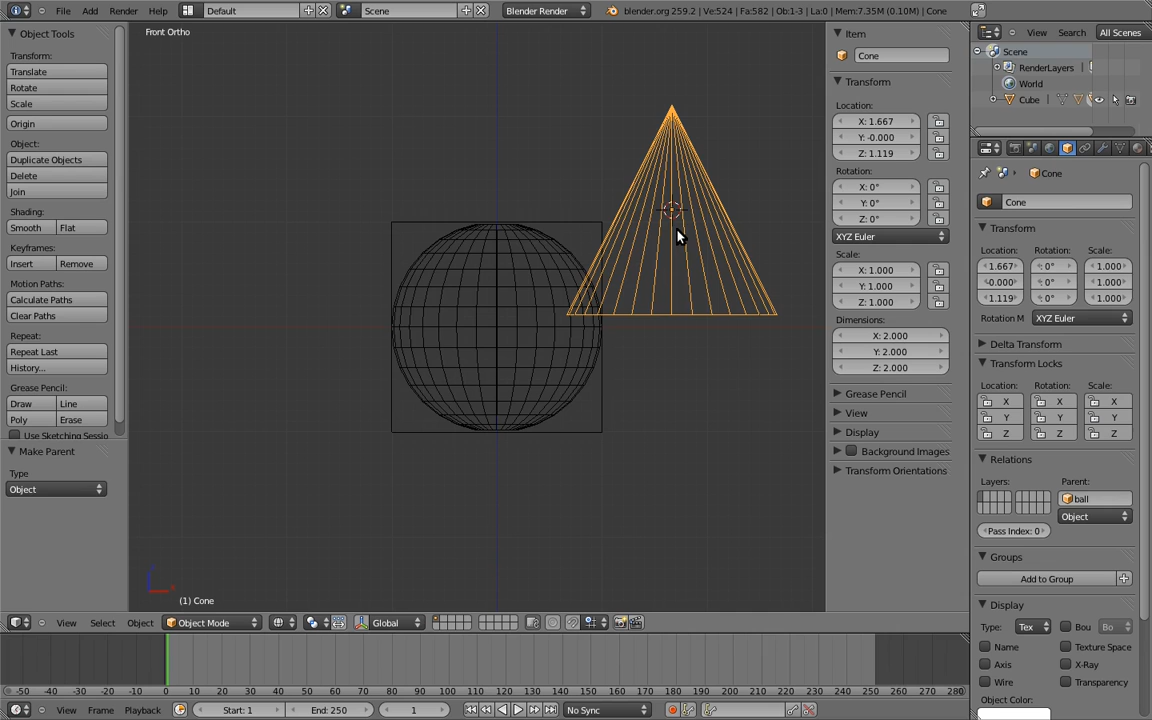 File Add Render Help Default Scene Blender Render blender.org 259.2 | Ve:524 | Fa:582 | Ob:1-3 | La:0 | Mem:7.35M (0.10M) | Cone
Object Tools
Transform:
Translate
Rotate
Scale
Origin
Object:
Duplicate Objects
Delete
Join
Shading:
Smooth Flat
Keyframes:
Insert Remove
Motion Paths:
Calculate Paths
Clear Paths
Repeat:
Repeat Last
History...
Grease Pencil:
Draw Line
Poly Erase
Use Sketching Sessio
Make Parent
Type
Object
Front Ortho
(1) Cone
Item
Cone
Transform
Location:
X: 1.667
Y: -0.000
Z: 1.119
Rotation:
X: 0°
Y: 0°
Z: 0°
XYZ Euler
Scale:
X: 1.000
Y: 1.000
Z: 1.000
Dimensions:
X: 2.000
Y: 2.000
Z: 2.000
Grease Pencil
View
Display
Background Images
Transform Orientations
View Search All Scenes
Scene
RenderLayers |
World
Cube |
Cone
Cone
Transform
Location: Rotation: Scale:
1.667 0° 1.000
-0.000 0° 1.000
1.119 0° 1.000
Rotation M XYZ Euler
Delta Transform
Transform Locks
Location: Rotation: Scale:
X X X
Y Y Y
Z Z Z
Relations
Layers: Parent:
ball
Object
Pass Index: 0
Groups
Add to Group
Display
Type: Tex Bou Bo
Name Texture Space
Axis X-Ray
Wire Transparency
Object Color:
View Select Object Object Mode Global
-50 -40 -30 -20 -10 0 10 20 30 40 50 60 70 80 90 100 110 120 130 140 150 160 170 180 190 200 210 220 230 240 250 260 270 280
View Frame Playback Start: 1 End: 250 1 No Sync